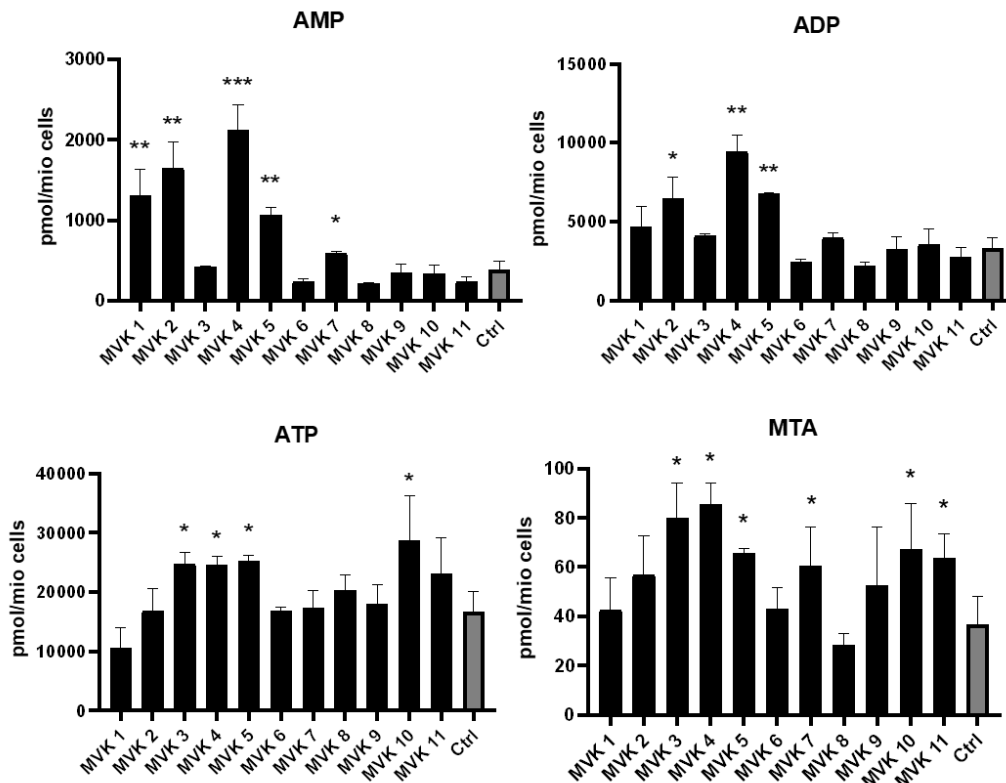 AMP
pmol/mio cells
3000
2000
1000
0
** ** *** ** *
MVK 1 MVK 2 MVK 3 MVK 4 MVK 5 MVK 6 MVK 7 MVK 8 MVK 9 MVK 10 MVK 11 Ctrl
ADP
pmol/mio cells
15000
10000
5000
0
* ** **
MVK 1 MVK 2 MVK 3 MVK 4 MVK 5 MVK 6 MVK 7 MVK 8 MVK 9 MVK 10 MVK 11 Ctrl
ATP
pmol/mio cells
40000
30000
20000
10000
0
* * * *
MVK 1 MVK 2 MVK 3 MVK 4 MVK 5 MVK 6 MVK 7 MVK 8 MVK 9 MVK 10 MVK 11 Ctrl
MTA
pmol/mio cells
100
80
60
40
20
0
* * * * * *
MVK 1 MVK 2 MVK 3 MVK 4 MVK 5 MVK 6 MVK 7 MVK 8 MVK 9 MVK 10 MVK 11 Ctrl